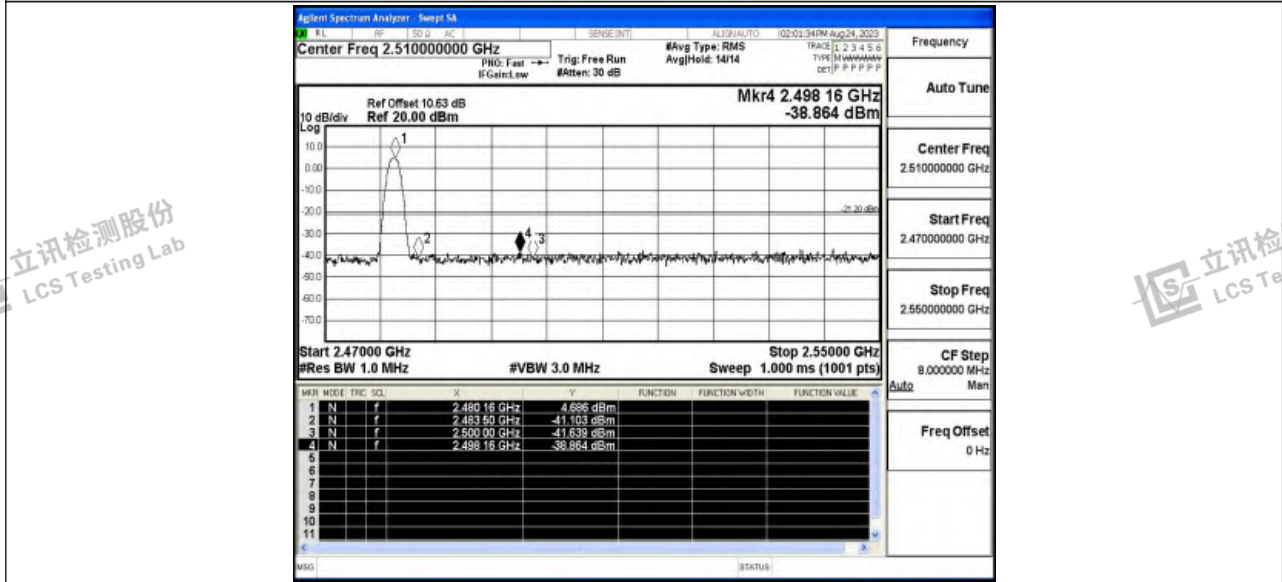 Agilent Spectrum Analyzer - Swept SA
RL RF 50 Ω AC SENSE:INT ALIGNAUTO 02:01:34 PM Aug 24, 2023
Center Freq 2.510000000 GHz
PNO: Fast
IFGain:Low
Trig: Free Run
#Atten: 30 dB
#Avg Type: RMS
Avg|Hold: 14/14
TRACE 1 2 3 4 5 6
TYPE M W W W W W
DET P P P P P P
Frequency
Auto Tune
Center Freq
2.510000000 GHz
Start Freq
2.470000000 GHz
Stop Freq
2.550000000 GHz
CF Step
8.000000 MHz
Auto Man
Freq Offset
0 Hz
Ref Offset 10.63 dB
10 dB/div Ref 20.00 dBm
Log
Mkr4 2.498 16 GHz
-38.864 dBm
10.0
0.00
-10.0
-20.0
-30.0
-40.0
-50.0
-60.0
-70.0
1
2
4
3
-21.20 dBm
Start 2.47000 GHz Stop 2.55000 GHz
#Res BW 1.0 MHz #VBW 3.0 MHz Sweep 1.000 ms (1001 pts)
MKR MODE TRC SCL X Y FUNCTION FUNCTION WIDTH FUNCTION VALUE
1 N f 2.480 16 GHz 4.686 dBm
2 N f 2.483 50 GHz -41.103 dBm
3 N f 2.500 00 GHz -41.639 dBm
4 N f 2.498 16 GHz -38.864 dBm
5
6
7
8
9
10
11
MSG STATUS
立讯检测股份
LCS Testing Lab
立讯检
LCS Te